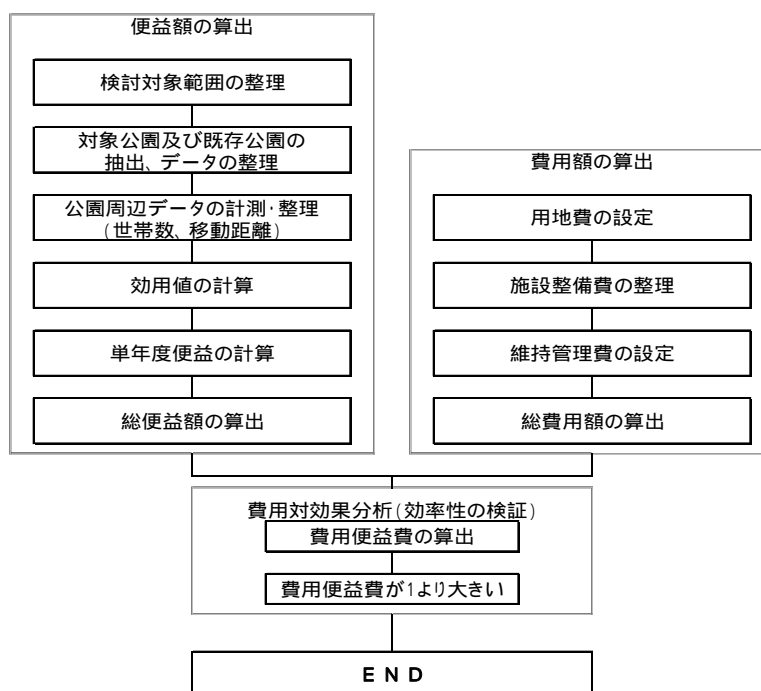 便益額の算出
検討対象範囲の整理
対象公園及び既存公園の
抽出、データの整理
公園周辺データの計測・整理
(世帯数、移動距離)
効用値の計算
単年度便益の計算
総便益額の算出
費用額の算出
用地費の設定
施設整備費の整理
維持管理費の設定
総費用額の算出
費用対効果分析(効率性の検証)
費用便益費の算出
費用便益費が1より大きい
ＥＮＤ